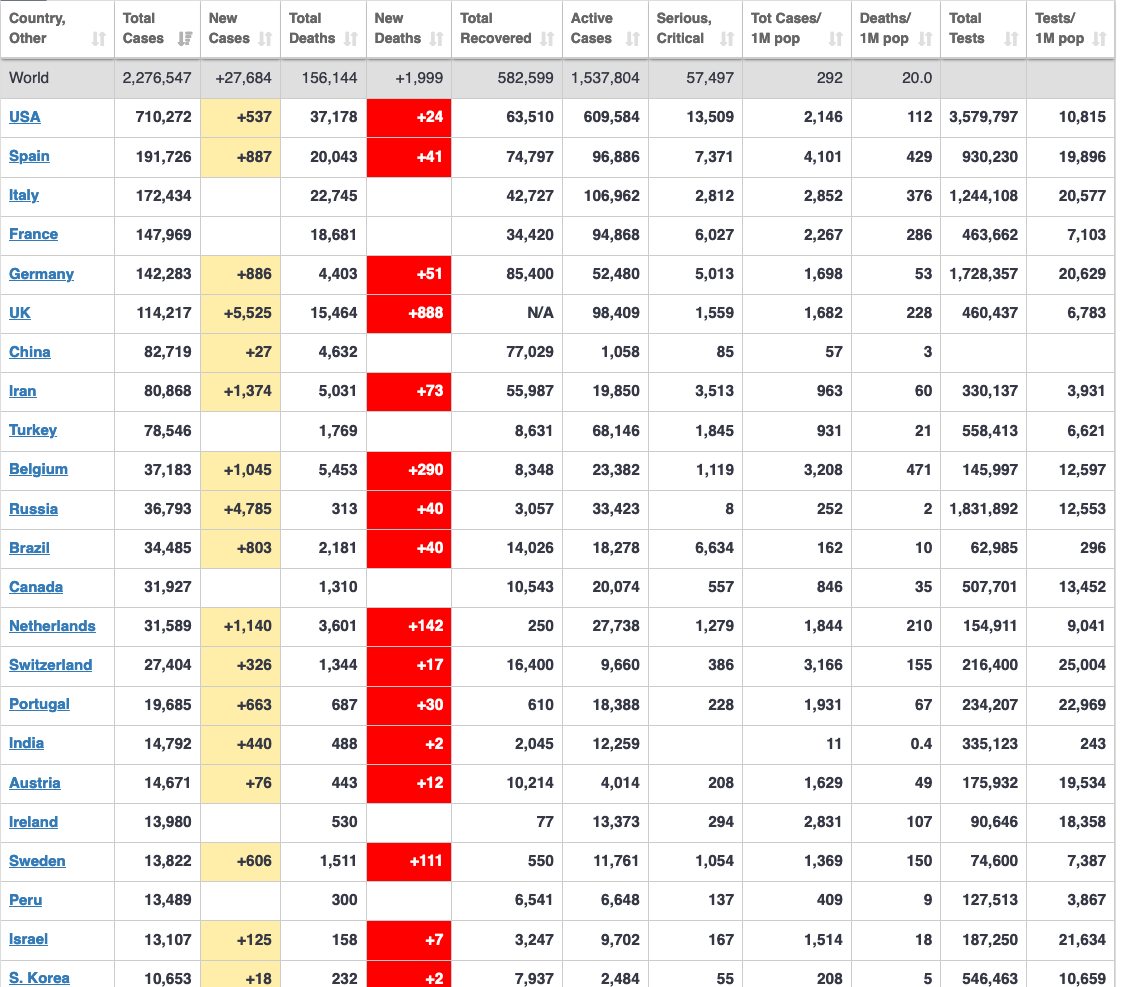 Country, Other Total Cases New Cases Total Deaths New Deaths Total Recovered Active Cases Serious, Critical Tot Cases/ 1M pop Deaths/ 1M pop Total Tests Tests/ 1M pop
World 2,276,547 +27,684 156,144 +1,999 582,599 1,537,804 57,497 292 20.0
USA 710,272 +537 37,178 +24 63,510 609,584 13,509 2,146 112 3,579,797 10,815
Spain 191,726 +887 20,043 +41 74,797 96,886 7,371 4,101 429 930,230 19,896
Italy 172,434 22,745 42,727 106,962 2,812 2,852 376 1,244,108 20,577
France 147,969 18,681 34,420 94,868 6,027 2,267 286 463,662 7,103
Germany 142,283 +886 4,403 +51 85,400 52,480 5,013 1,698 53 1,728,357 20,629
UK 114,217 +5,525 15,464 +888 N/A 98,409 1,559 1,682 228 460,437 6,783
China 82,719 +27 4,632 77,029 1,058 85 57 3
Iran 80,868 +1,374 5,031 +73 55,987 19,850 3,513 963 60 330,137 3,931
Turkey 78,546 1,769 8,631 68,146 1,845 931 21 558,413 6,621
Belgium 37,183 +1,045 5,453 +290 8,348 23,382 1,119 3,208 471 145,997 12,597
Russia 36,793 +4,785 313 +40 3,057 33,423 8 252 2 1,831,892 12,553
Brazil 34,485 +803 2,181 +40 14,026 18,278 6,634 162 10 62,985 296
Canada 31,927 1,310 10,543 20,074 557 846 35 507,701 13,452
Netherlands 31,589 +1,140 3,601 +142 250 27,738 1,279 1,844 210 154,911 9,041
Switzerland 27,404 +326 1,344 +17 16,400 9,660 386 3,166 155 216,400 25,004
Portugal 19,685 +663 687 +30 610 18,388 228 1,931 67 234,207 22,969
India 14,792 +440 488 +2 2,045 12,259 11 0.4 335,123 243
Austria 14,671 +76 443 +12 10,214 4,014 208 1,629 49 175,932 19,534
Ireland 13,980 530 77 13,373 294 2,831 107 90,646 18,358
Sweden 13,822 +606 1,511 +111 550 11,761 1,054 1,369 150 74,600 7,387
Peru 13,489 300 6,541 6,648 137 409 9 127,513 3,867
Israel 13,107 +125 158 +7 3,247 9,702 167 1,514 18 187,250 21,634
S. Korea 10,653 +18 232 +2 7,937 2,484 55 208 5 546,463 10,659